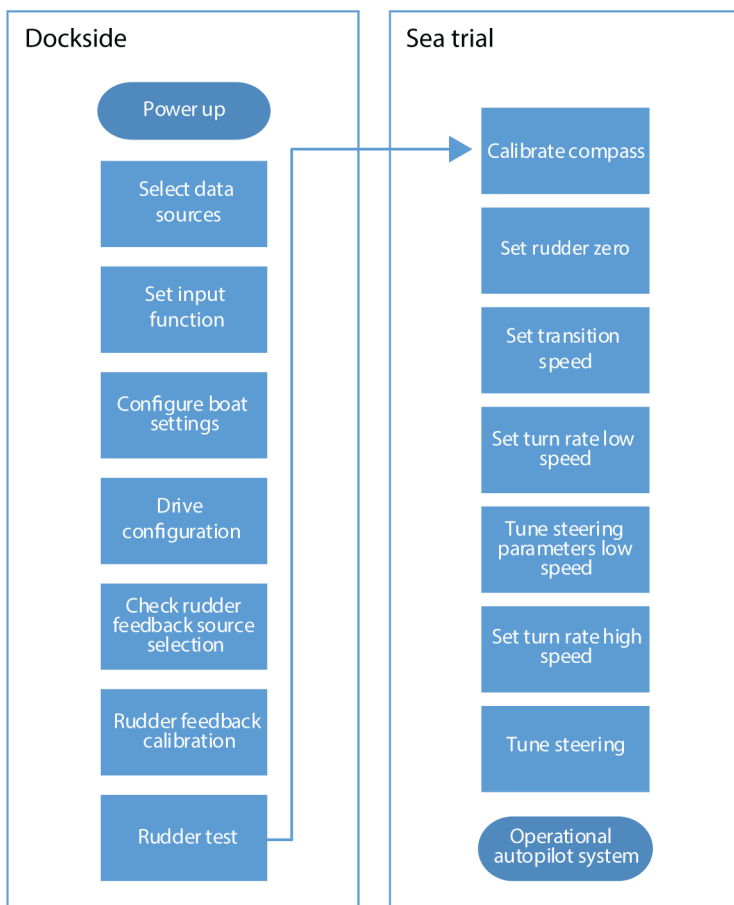 Dockside
Power up
Select data
sources
Set input
function
Configure boat
settings
Drive
configuration
Check rudder
feedback source
selection
Rudder feedback
calibration
Rudder test
Sea trial
Calibrate compass
Set rudder zero
Set transition
speed
Set turn rate low
speed
Tune steering
parameters low
speed
Set turn rate high
speed
Tune steering
Operational
autopilot system